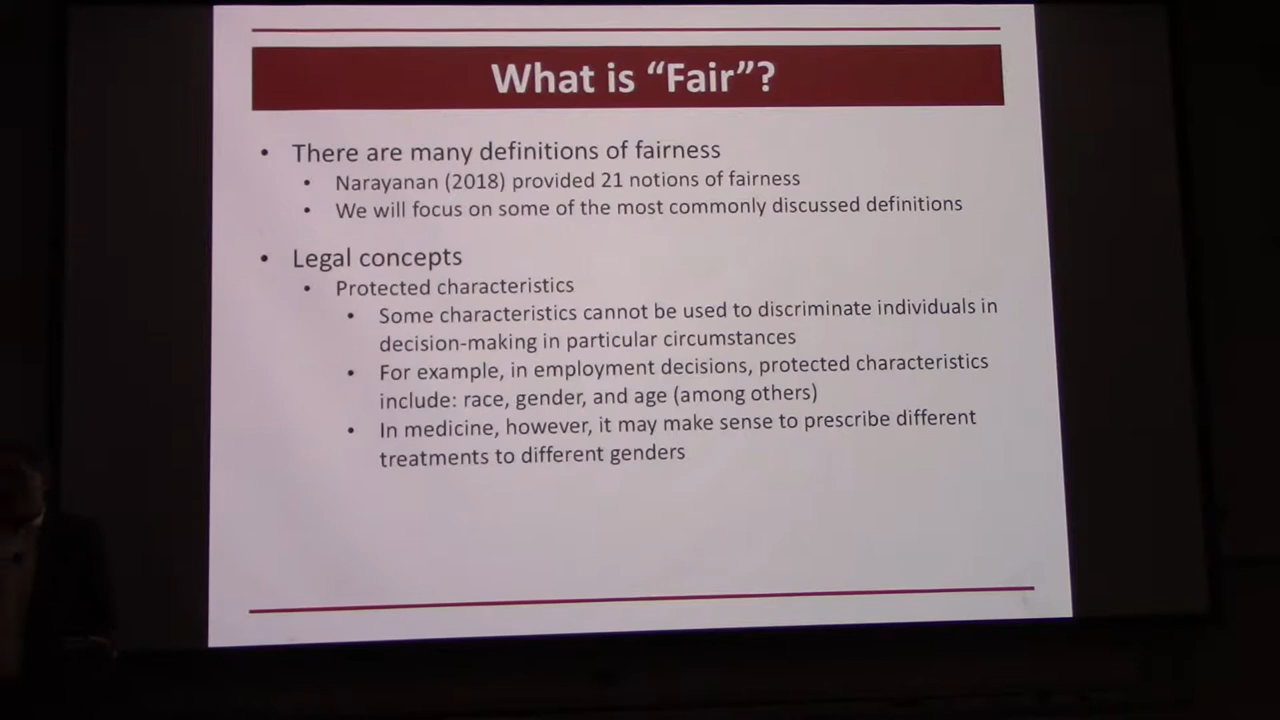 What is “Fair”?
• There are many definitions of fairness
• Narayanan (2018) provided 21 notions of fairness
• We will focus on some of the most commonly discussed definitions
• Legal concepts
• Protected characteristics
• Some characteristics cannot be used to discriminate individuals in
decision-making in particular circumstances
• For example, in employment decisions, protected characteristics
include: race, gender, and age (among others)
• In medicine, however, it may make sense to prescribe different
treatments to different genders